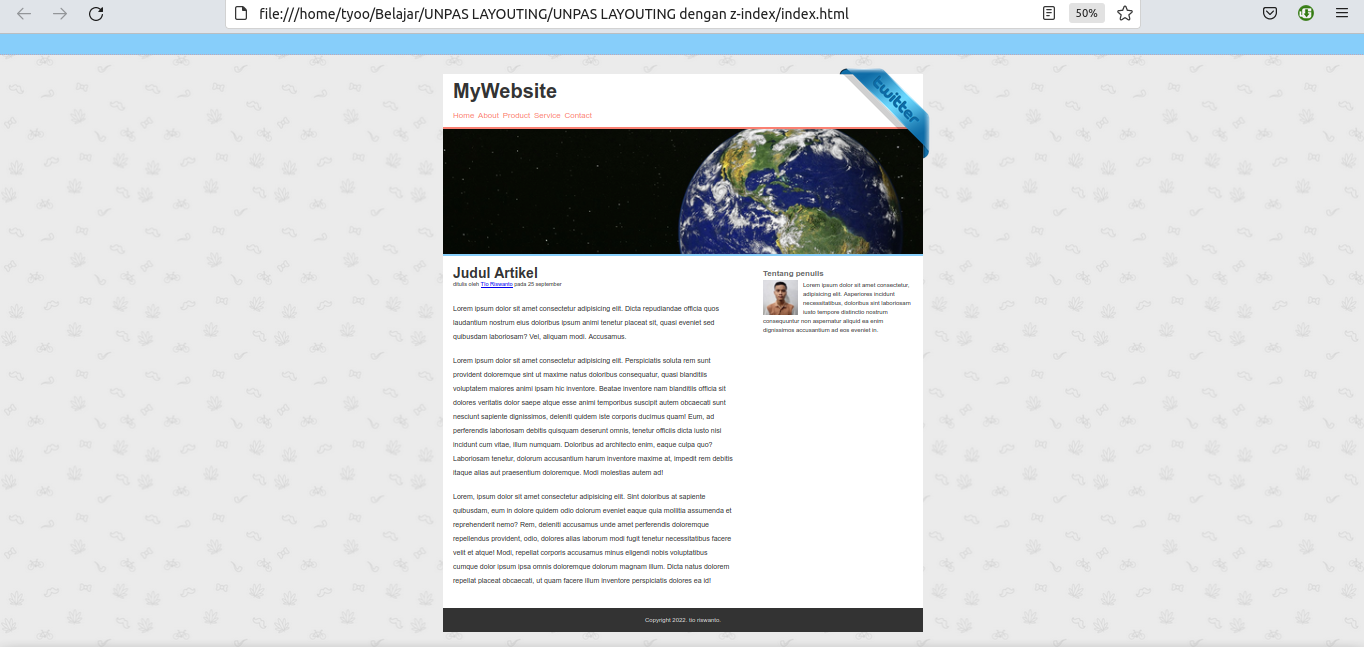 file:///home/tyoo/Belajar/UNPAS LAYOUTING/UNPAS LAYOUTING dengan z-index/index.html
50%
MyWebsite
twitter
Home About Product Service Contact
Judul Artikel
ditulis oleh Tio Riswanto pada 25 september
Lorem ipsum dolor sit amet consectetur adipisicing elit. Dicta repudiandae officia quos
laudantium nostrum eius doloribus ipsum animi tenetur placeat sit, quasi eveniet sed
quibusdam laboriosam? Vel, aliquam modi. Accusamus.
Lorem ipsum dolor sit amet consectetur adipisicing elit. Perspiciatis soluta rem sunt
provident doloremque sint ut maxime natus doloribus consequatur, quasi blanditiis
voluptatem maiores animi ipsam hic inventore. Beatae inventore nam blanditiis officia sit
dolores veritatis dolor saepe atque esse animi temporibus suscipit autem obcaecati sunt
nesciunt sapiente dignissimos, deleniti quidem iste corporis ducimus quam! Eum, ad
perferendis laboriosam debitis quisquam deserunt omnis, tenetur officiis dicta iusto nisi
incidunt cum vitae, illum numquam. Doloribus ad architecto enim, eaque culpa quo?
Laboriosam tenetur, dolorum accusantium harum inventore maxime at, impedit rem debitis
itaque alias aut praesentium doloremque. Modi molestias autem ad!
Lorem, ipsum dolor sit amet consectetur adipisicing elit. Sint doloribus at sapiente
quibusdam, eum in dolore quidem odio dolorum eveniet eaque quia mollitia assumenda et
reprehenderit nemo? Rem, deleniti accusamus unde amet perferendis doloremque
repellendus provident, odio, dolores alias laborum modi fugit tenetur necessitatibus facere
velit et atque! Modi, repellat corporis accusamus minus eligendi nobis voluptatibus
cumque dolor ipsum ipsa omnis doloremque dolorum magnam illum. Dicta natus dolorem
repellat placeat obcaecati, ut quam facere illum inventore perspiciatis dolores ea id!
Tentang penulis
Lorem ipsum dolor sit amet consectetur,
adipisicing elit. Asperiores incidunt
necessitatibus, doloribus sint laboriosam
iusto tempore distinctio nostrum
consequuntur non aspernatur aliquid ea enim
dignissimos accusantium ad eos eveniet in.
Copyright 2022. tio riswanto.